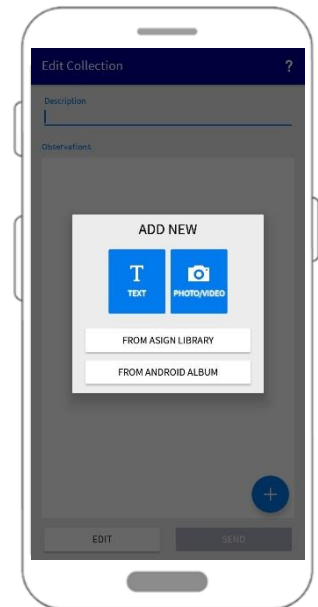 Edit Collection ?
Description
Observations
ADD NEW
T
TEXT PHOTO/VIDEO
FROM ASIGN LIBRARY
FROM ANDROID ALBUM
+
EDIT SEND